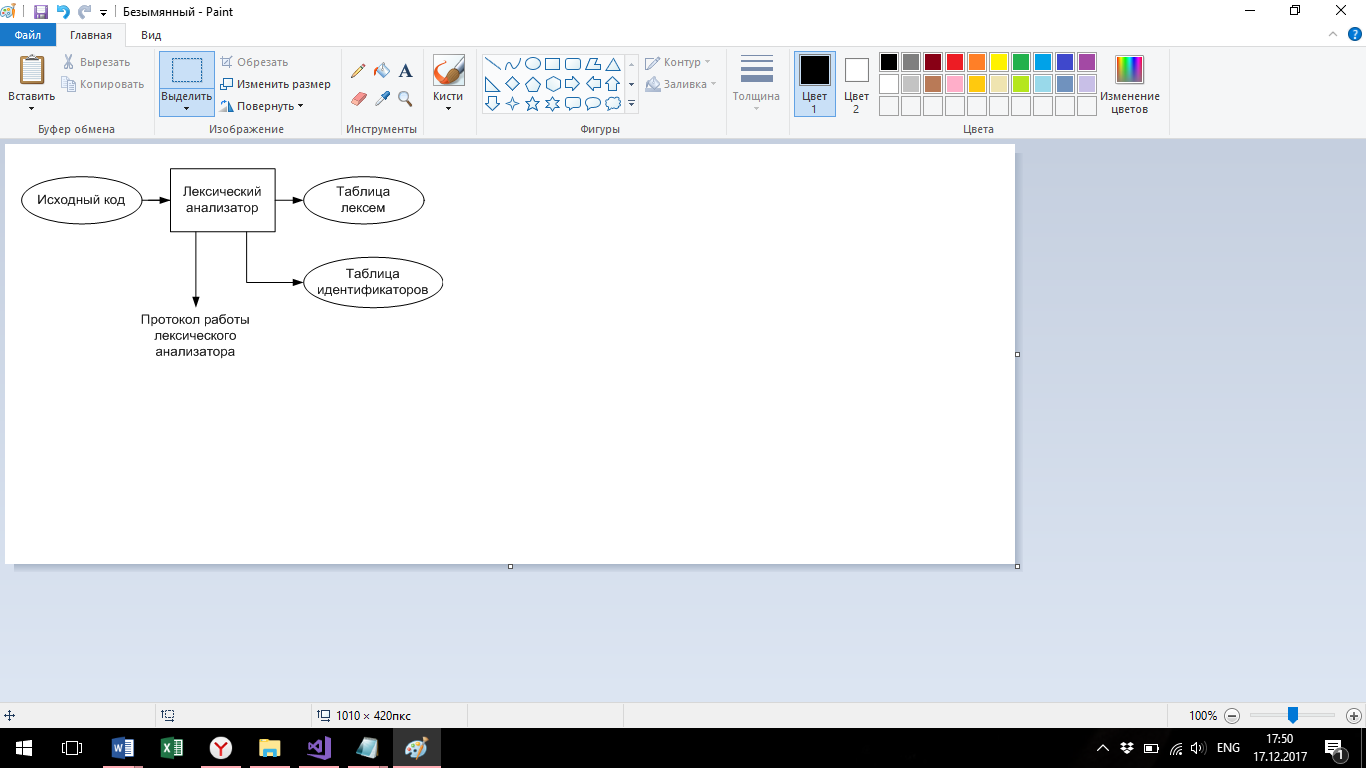 Безымянный - Paint
Файл
Главная
Вид
Вставить
Вырезать
Копировать
Буфер обмена
Выделить
Обрезать
Изменить размер
Повернуть
Изображение
A
Инструменты
Кисти
Фигуры
Контур
Заливка
Толщина
Цвет
1
Цвет
2
Изменение
цветов
Цвета
Исходный код
Лексический
анализатор
Таблица
лексем
Таблица
идентификаторов
Протокол работы
лексического
анализатора
1010 × 420пкс
100%
ENG
17:50
17.12.2017
1